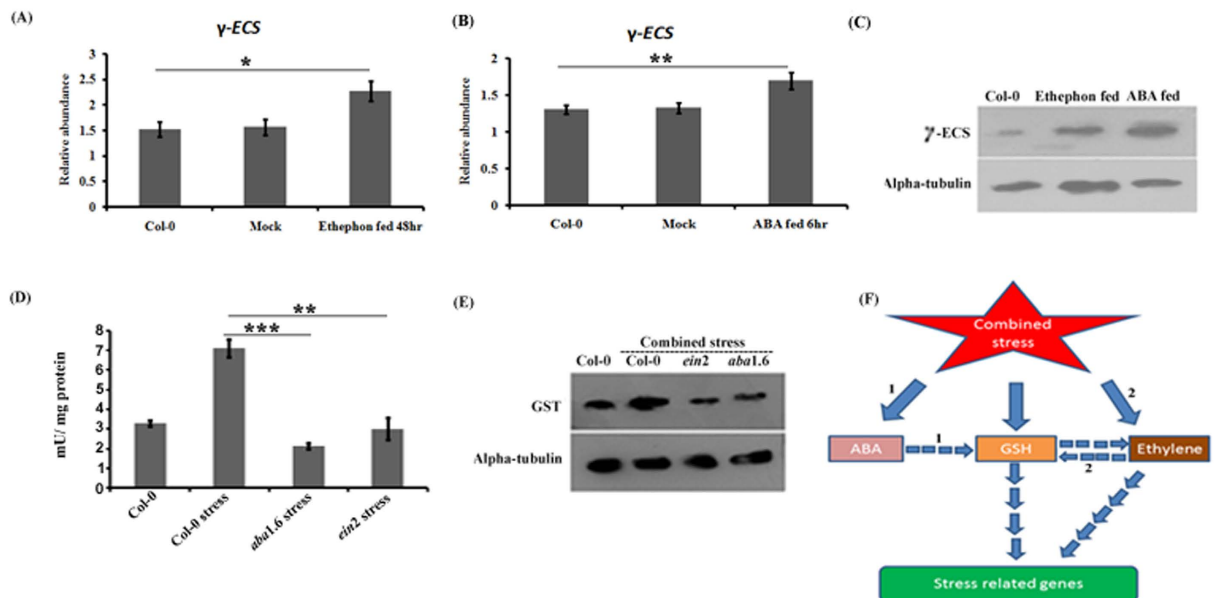 (A)
γ-ECS
*
Relative abundance
3
2.5
2
1.5
1
0.5
0
Col-0 Mock Ethephon fed 48hr
(B)
γ-ECS
**
Relative abundance
2
1.5
1
0.5
0
Col-0 Mock ABA fed 6hr
(C)
Col-0 Ethephon fed ABA fed
γ-ECS
Alpha-tubulin
(D)
**
***
mU/ mg protein
8
7
6
5
4
3
2
1
0
Col-0 Col-0 stress aba1.6 stress ein2 stress
(E)
Combined stress
Col-0 Col-0 ein2 aba1.6
GST
Alpha-tubulin
(F)
Combined
stress
1 2
ABA 1 GSH 2 Ethylene
Stress related genes